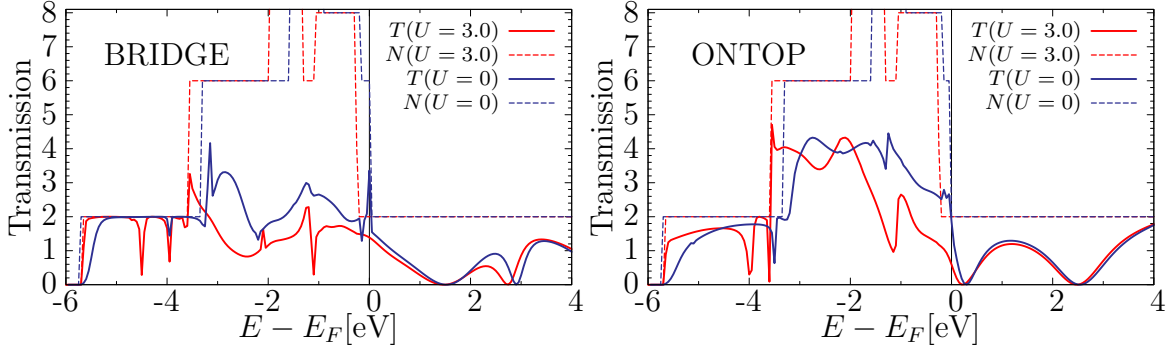 8
7
6
5
4
3
2
1
0
Transmission
BRIDGE
T(U = 3.0)
N(U = 3.0)
T(U = 0)
N(U = 0)
-6 -4 -2 0 2 4
E − E_F[eV]
8
7
6
5
4
3
2
1
0
Transmission
ONTOP
T(U = 3.0)
N(U = 3.0)
T(U = 0)
N(U = 0)
-6 -4 -2 0 2 4
E − E_F[eV]